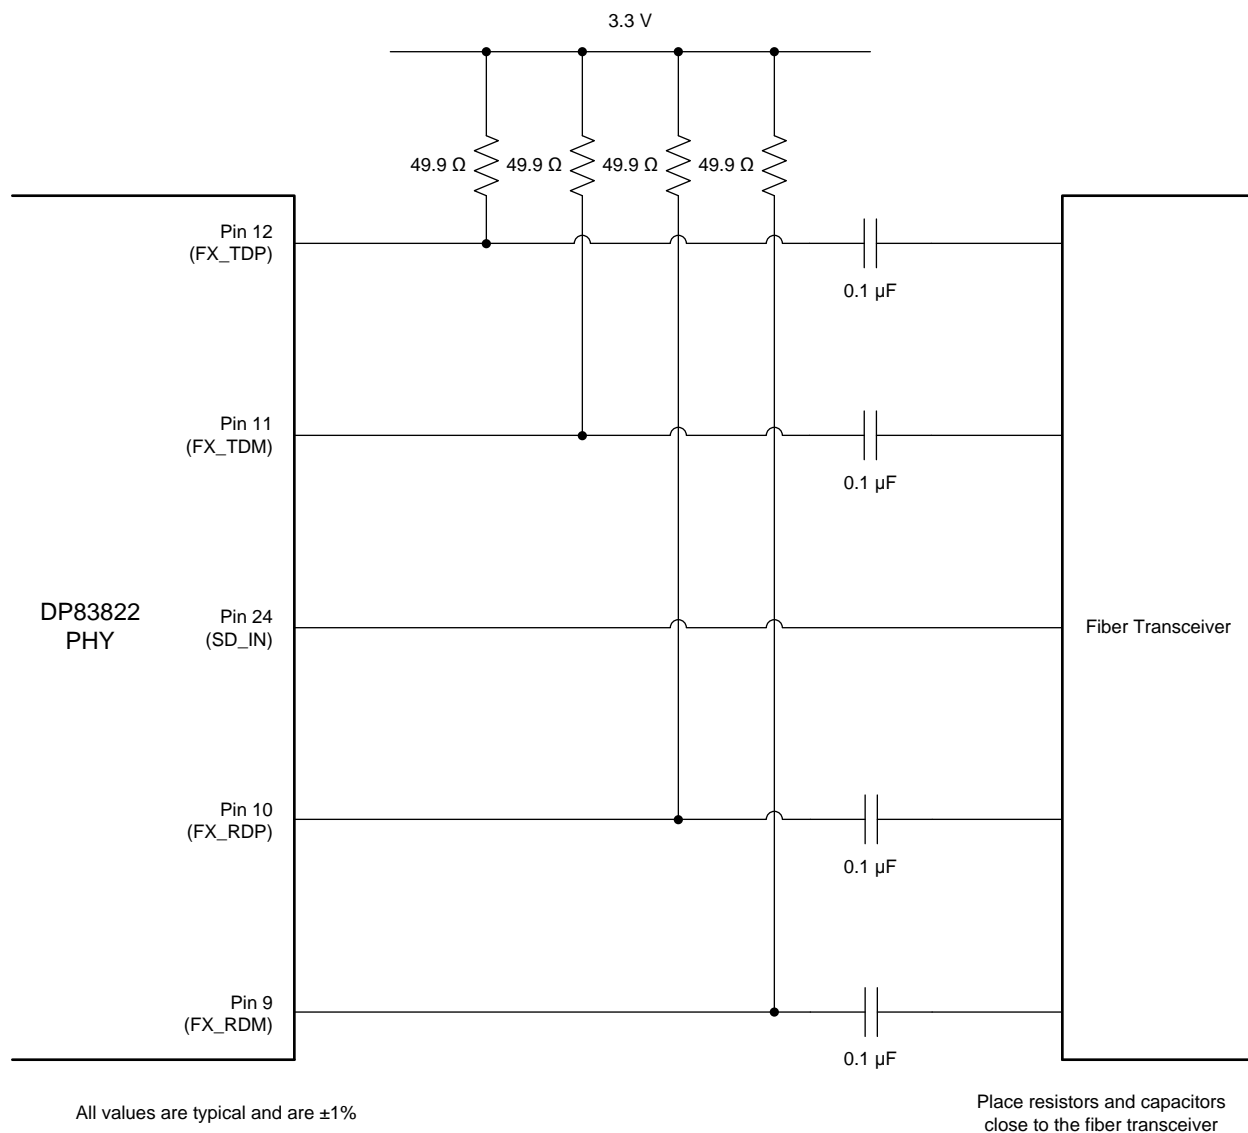 3.3 V
49.9 Ω
49.9 Ω
49.9 Ω
49.9 Ω
Pin 12
(FX_TDP)
0.1 µF
Pin 11
(FX_TDM)
0.1 µF
DP83822
PHY
Pin 24
(SD_IN)
Fiber Transceiver
Pin 10
(FX_RDP)
0.1 µF
Pin 9
(FX_RDM)
0.1 µF
All values are typical and are ±1%
Place resistors and capacitors
close to the fiber transceiver